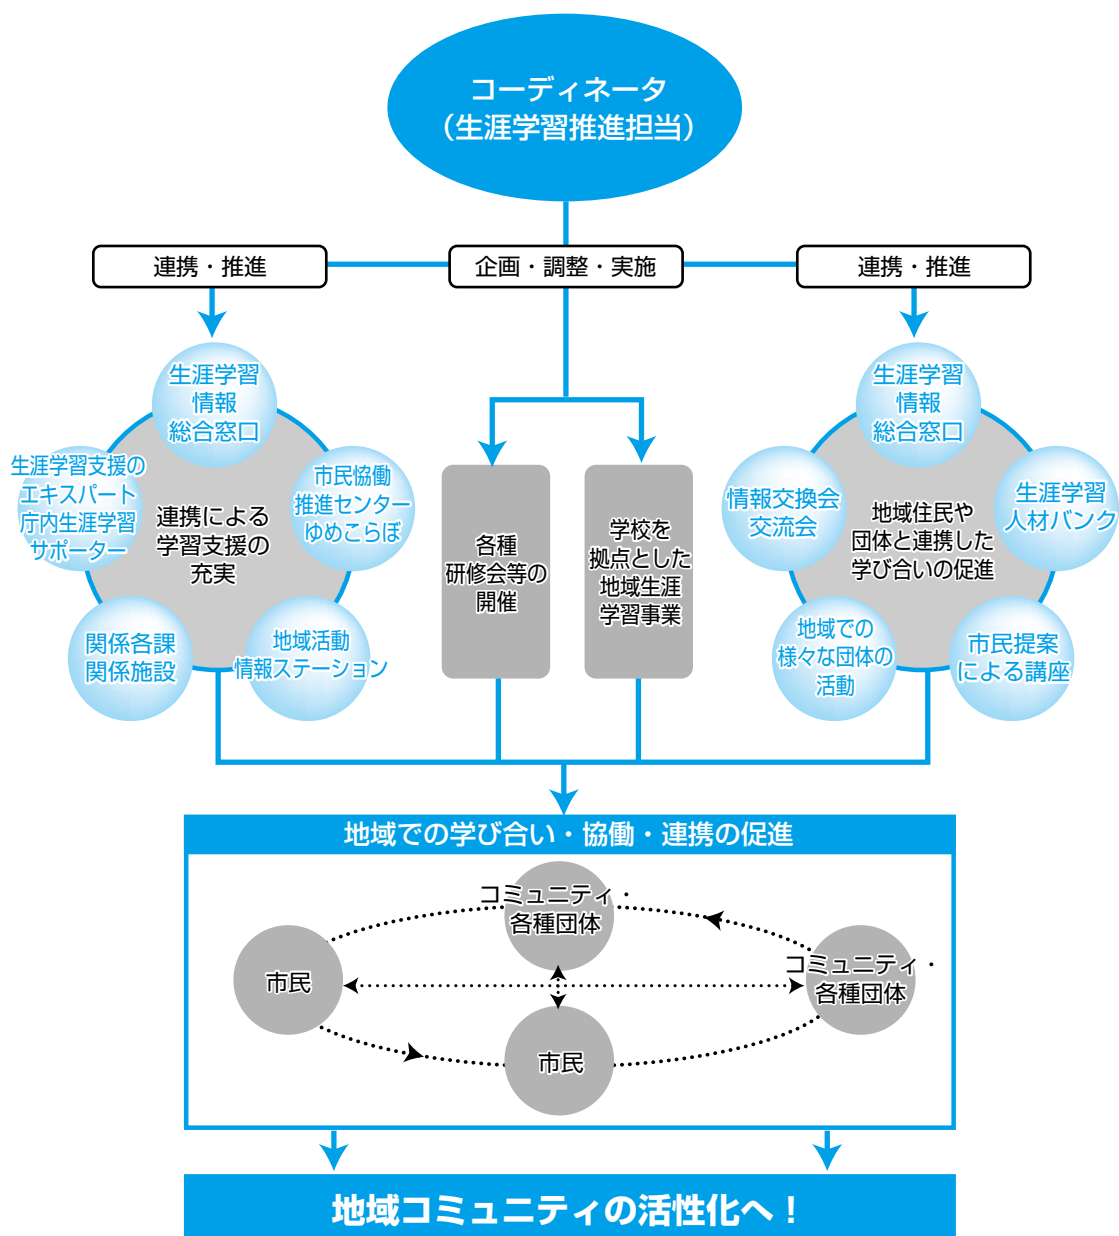 コーディネータ
（生涯学習推進担当）
連携・推進
企画・調整・実施
連携・推進
生涯学習
情報
総合窓口
生涯学習支援の
エキスパート
庁内生涯学習
サポーター
市民協働
推進センター
ゆめこらぼ
連携による
学習支援の
充実
関係各課
関係施設
地域活動
情報ステーション
各種
研修会等の
開催
学校を
拠点とした
地域生涯
学習事業
生涯学習
情報
総合窓口
情報交換会
交流会
生涯学習
人材バンク
地域住民や
団体と連携した
学び合いの促進
地域での
様々な団体の
活動
市民提案
による講座
地域での学び合い・協働・連携の促進
コミュニティ・
各種団体
市民
コミュニティ・
各種団体
市民
地域コミュニティの活性化へ！